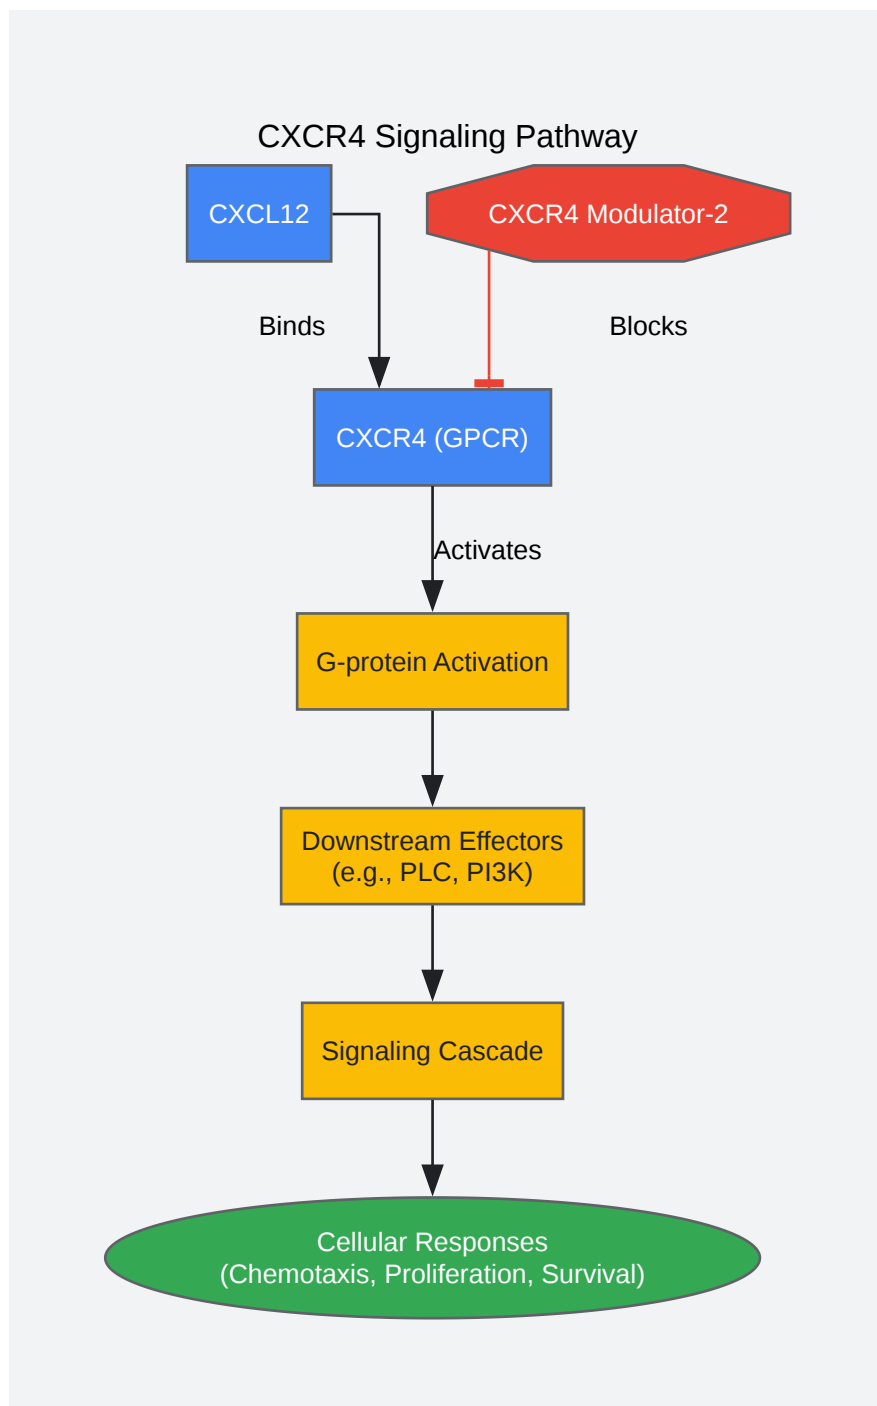 CXCR4 Signaling Pathway
CXCL12
CXCR4 Modulator-2
Binds
Blocks
CXCR4 (GPCR)
Activates
G-protein Activation
Downstream Effectors
(e.g., PLC, PI3K)
Signaling Cascade
Cellular Responses
(Chemotaxis, Proliferation, Survival)